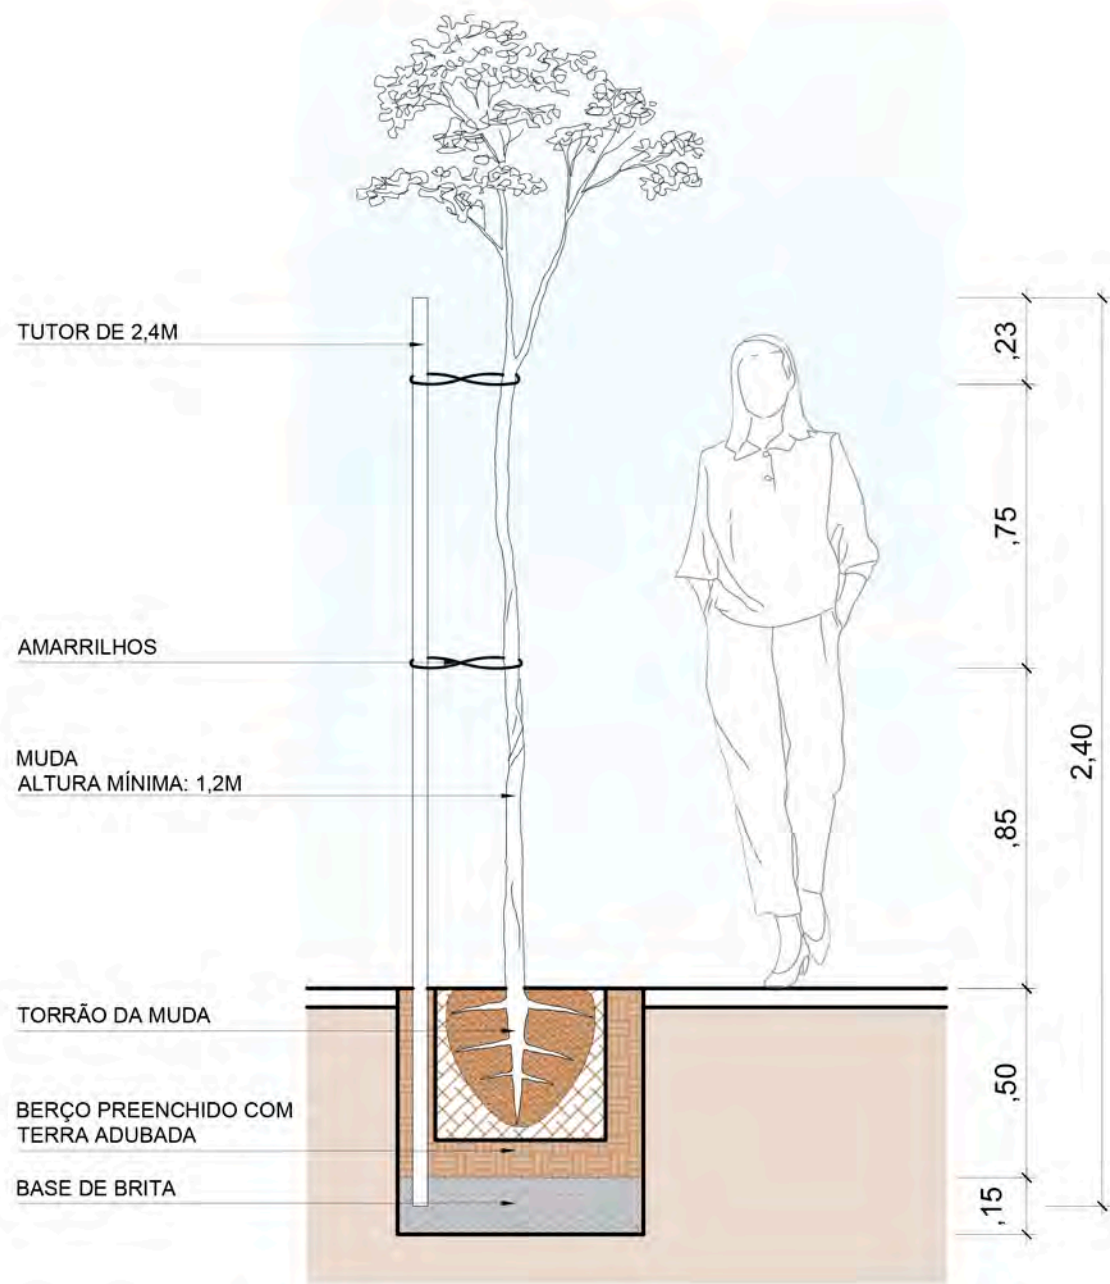 TUTOR DE 2,4M
AMARRILHOS
MUDA
ALTURA MÍNIMA: 1,2M
TORRÃO DA MUDA
BERÇO PREENCHIDO COM
TERRA ADUBADA
BASE DE BRITA
,23
,75
,85
,50
,15
2,40